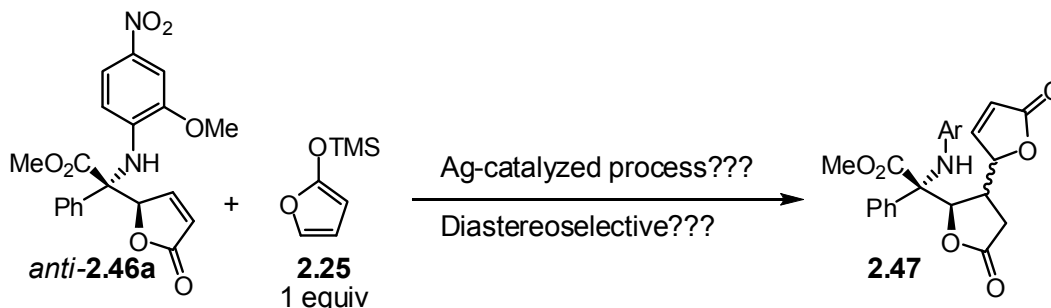 NO2
OMe
NH
MeO2C
Ph
O
O
anti-2.46a
+
OTMS
O
2.25
1 equiv
Ag-catalyzed process???
Diastereoselective???
O
O
Ar
NH
MeO2C
Ph
O
O
2.47